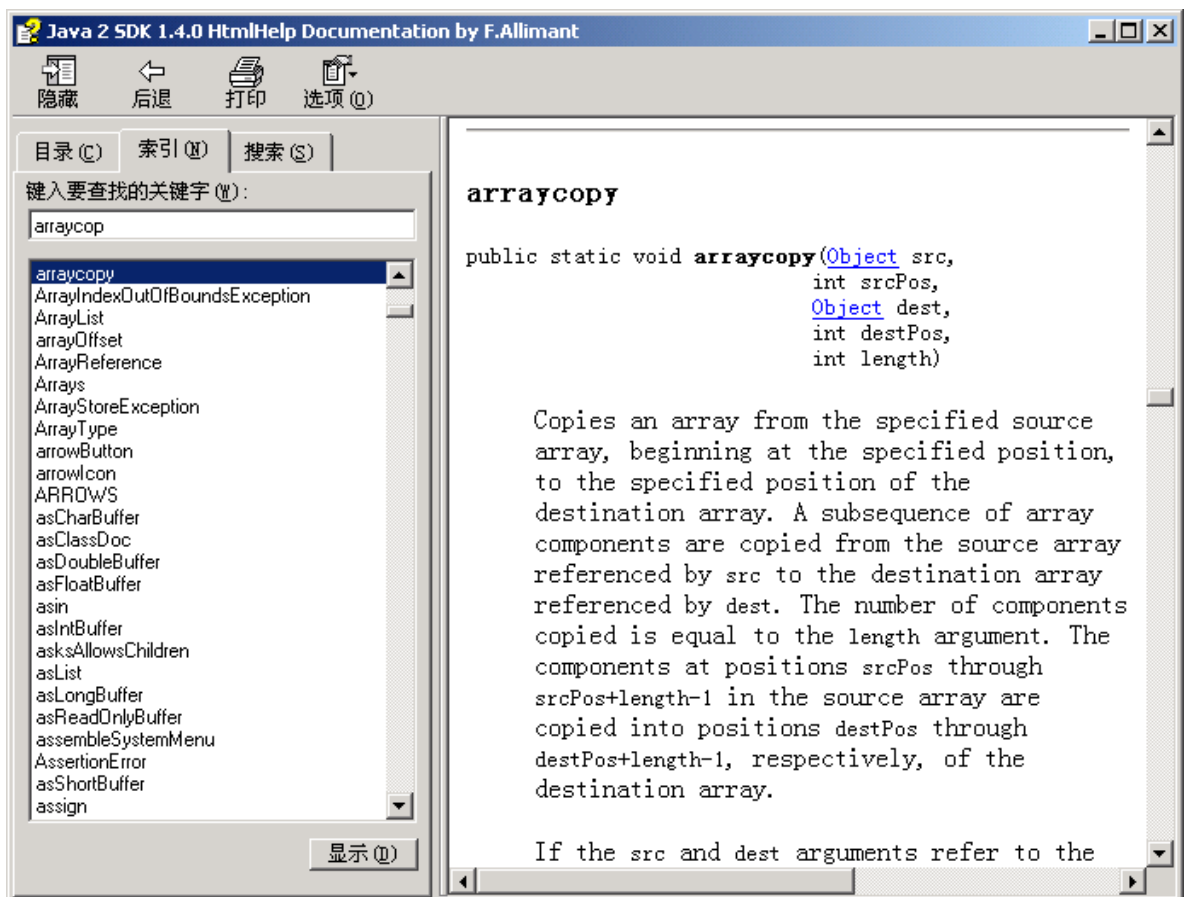 Java 2 SDK 1.4.0 HtmlHelp Documentation by F.Allimant
隐藏 后退 打印 选项(O)
目录(C) 索引(N) 搜索(S)
键入要查找的关键字(W):
arraycop
arraycopy
ArrayIndexOutOfBoundsException
ArrayList
arrayOffset
ArrayReference
Arrays
ArrayStoreException
ArrayType
arrowButton
arrowIcon
ARROWS
asCharBuffer
asClassDoc
asDoubleBuffer
asFloatBuffer
asin
asIntBuffer
asksAllowsChildren
asList
asLongBuffer
asReadOnlyBuffer
assembleSystemMenu
AssertionError
asShortBuffer
assign
显示(D)
arraycopy
public static void arraycopy(Object src,
int srcPos,
Object dest,
int destPos,
int length)
Copies an array from the specified source
array, beginning at the specified position,
to the specified position of the
destination array. A subsequence of array
components are copied from the source array
referenced by src to the destination array
referenced by dest. The number of components
copied is equal to the length argument. The
components at positions srcPos through
srcPos+length-1 in the source array are
copied into positions destPos through
destPos+length-1, respectively, of the
destination array.
If the src and dest arguments refer to the